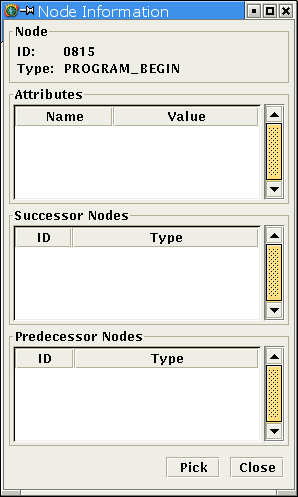 Node Information
Node
ID: 0815
Type: PROGRAM_BEGIN
Attributes
Name Value
Successor Nodes
ID Type
Predecessor Nodes
ID Type
Pick Close